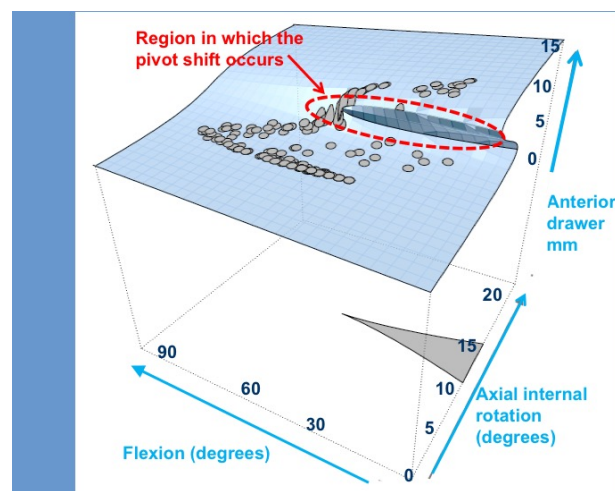 Region in which the
pivot shift occurs
15
10
5
0
Anterior
drawer
mm
20
15
10
5
0
Axial internal
rotation
(degrees)
90
60
30
Flexion (degrees)